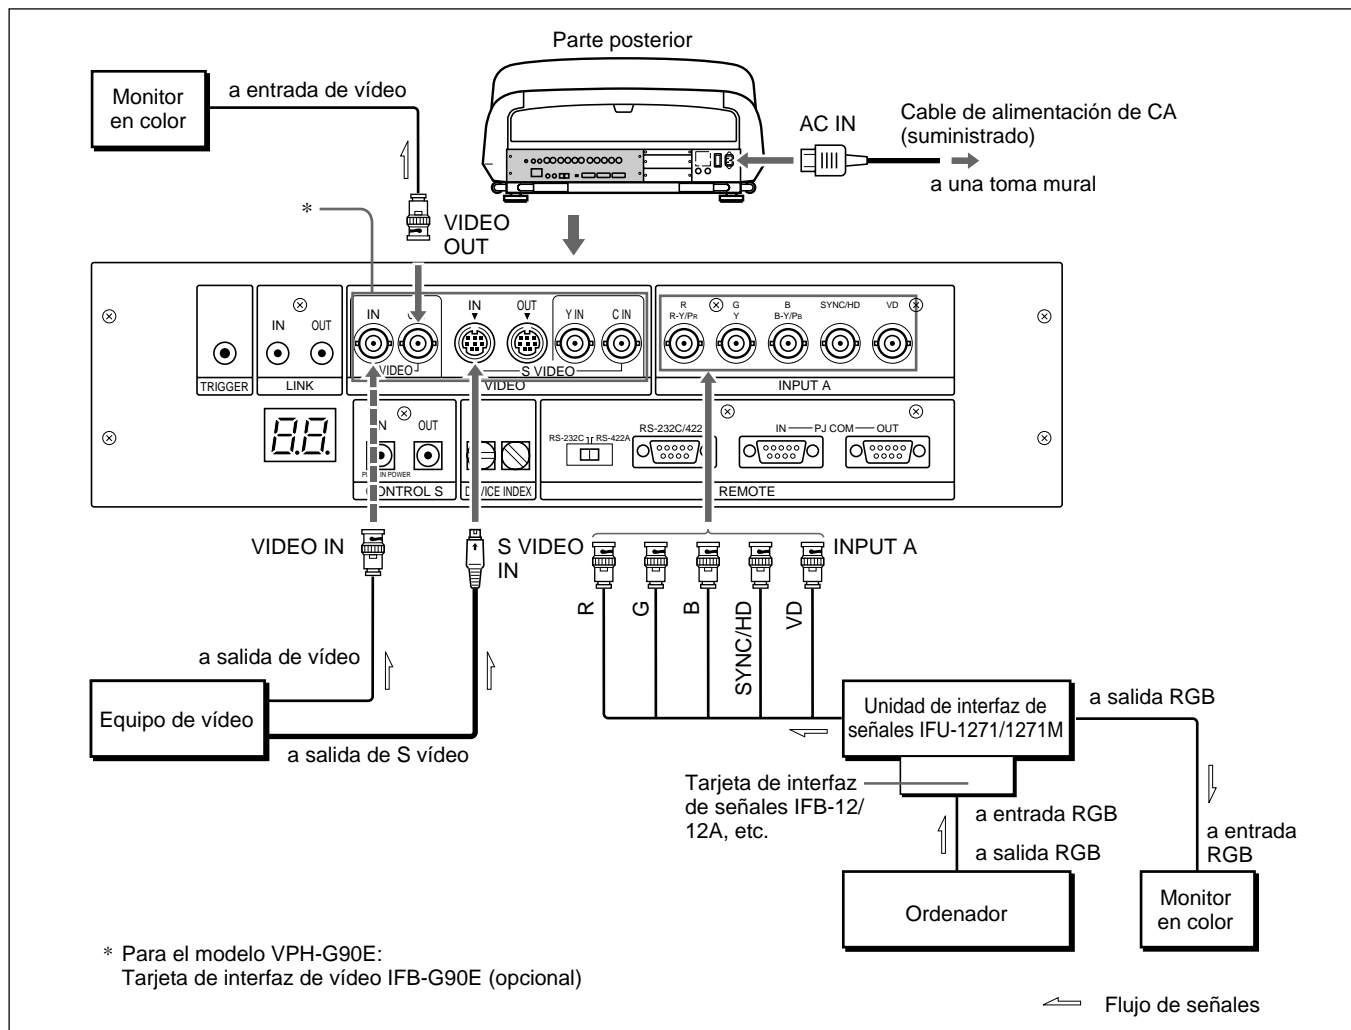 Parte posterior
Monitor
en color
a entrada de vídeo
AC IN
Cable de alimentación de CA
(suministrado)
a una toma mural
*
VIDEO
OUT
IN
OUT
IN
IN
OUT
Y IN
C IN
VIDEO
S VIDEO
R
R-Y/PR
G
Y
B
B-Y/PB
SYNC/HD
VD
TRIGGER
LINK
VIDEO
INPUT A
OUT
RS-232C
RS-422A
RS-232C/422
IN
PJ COM
OUT
IN POWER
CONTROL S
DEVICE INDEX
REMOTE
VIDEO IN
S VIDEO
IN
INPUT A
R
G
B
SYNC/HD
VD
a salida de vídeo
Equipo de vídeo
a salida de S vídeo
Unidad de interfaz de
señales IFU-1271/1271M
a salida RGB
Tarjeta de interfaz
de señales IFB-12/
12A, etc.
a entrada RGB
a salida RGB
a entrada
RGB
Ordenador
Monitor
en color
* Para el modelo VPH-G90E:
Tarjeta de interfaz de vídeo IFB-G90E (opcional)
Flujo de señales